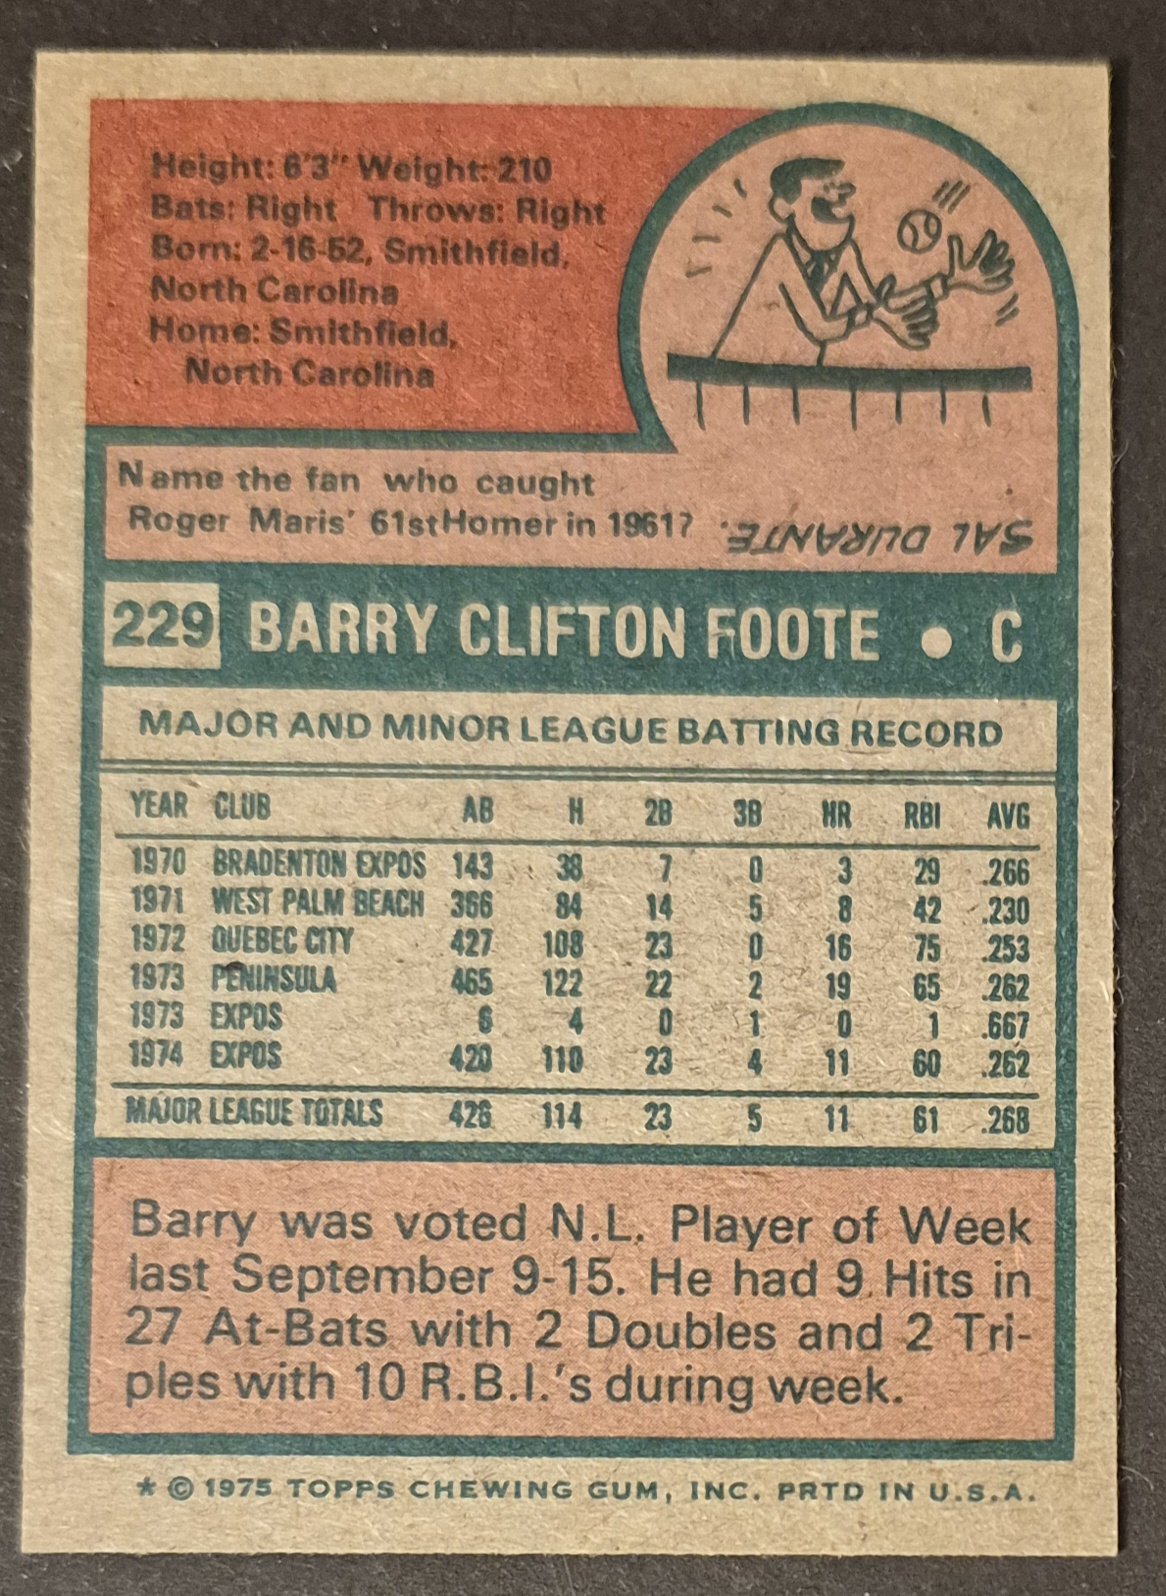 Height: 6'3" Weight: 210
Bats: Right Throws: Right
Born: 2-16-52, Smithfield,
North Carolina
Home: Smithfield,
North Carolina
Name the fan who caught
Roger Maris' 61st Homer in 1961?
SAL DURANTE.
229 BARRY CLIFTON FOOTE • C
MAJOR AND MINOR LEAGUE BATTING RECORD
YEAR CLUB AB H 2B 3B HR RBI AVG
1970 BRADENTON EXPOS 143 38 7 0 3 29 .266
1971 WEST PALM BEACH 366 84 14 5 8 42 .230
1972 QUEBEC CITY 427 108 23 0 16 75 .253
1973 PENINSULA 465 122 22 2 19 65 .262
1973 EXPOS 6 4 0 1 0 1 .667
1974 EXPOS 420 110 23 4 11 60 .262
MAJOR LEAGUE TOTALS 426 114 23 5 11 61 .268
Barry was voted N.L. Player of Week
last September 9-15. He had 9 Hits in
27 At-Bats with 2 Doubles and 2 Tri-
ples with 10 R.B.I.'s during week.
* © 1975 TOPPS CHEWING GUM, INC. PRTD IN U.S.A.